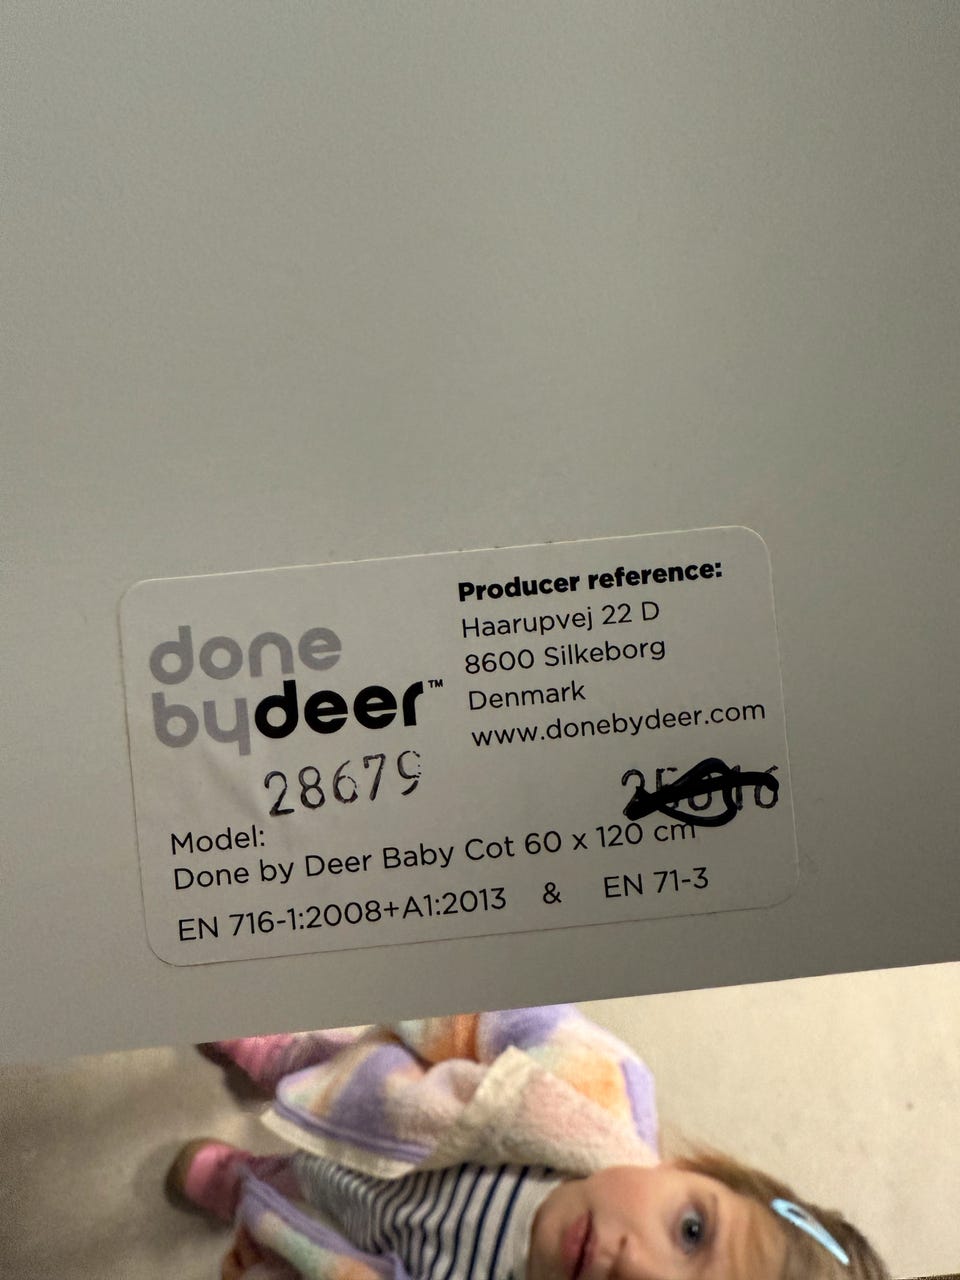 done
bydeer™
28679
Producer reference:
Haarupvej 22 D
8600 Silkeborg
Denmark
www.donebydeer.com
Model:
Done by Deer Baby Cot 60 x 120 cm
EN 716-1:2008+A1:2013 & EN 71-3